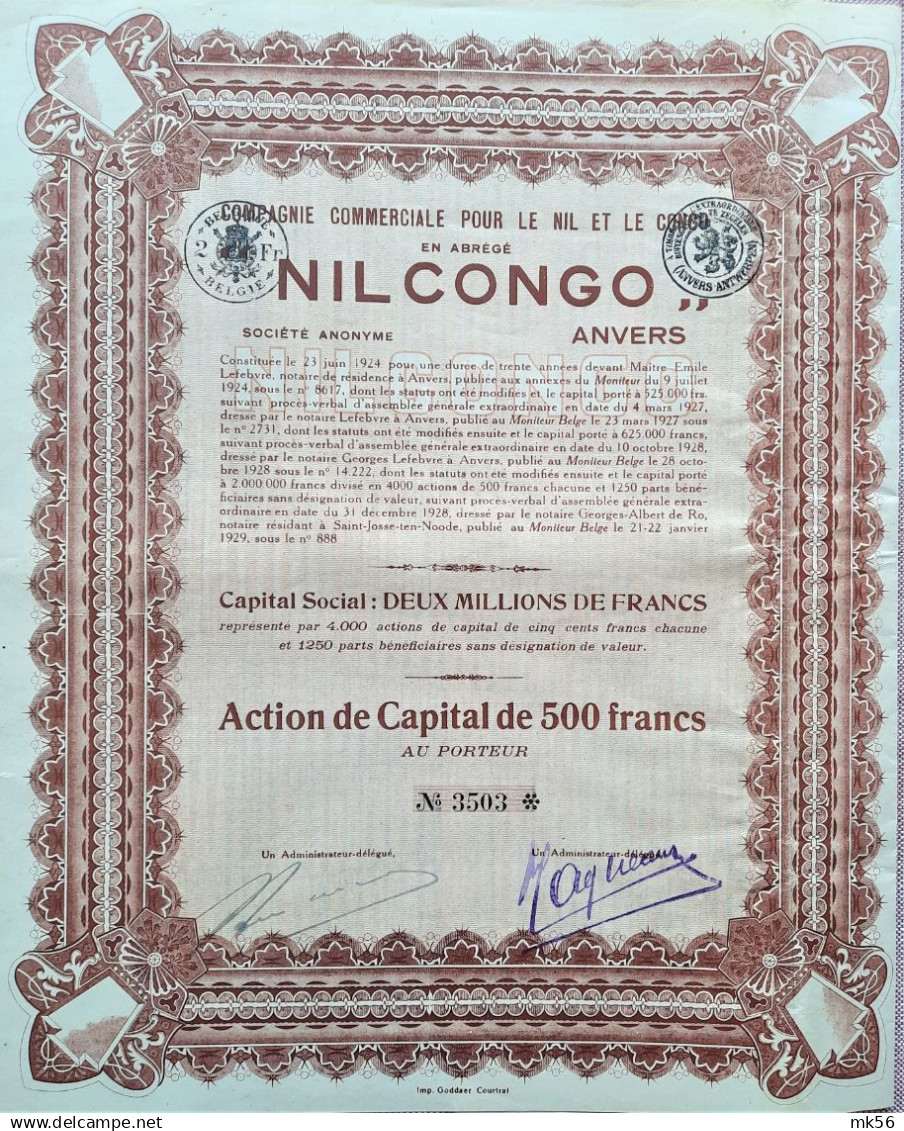 COMPAGNIE COMMERCIALE POUR LE NIL ET LE CONGO
EN ABRÉGÉ
BELGIE
2 Fr
NILCONGO „
ANVERS-ANTWERPEN
SOCIÉTÉ ANONYME ANVERS
NILCONGO
Constituée le 23 juin 1924 pour une durée de trente années devant Maître Emile
Lefebvre, notaire de résidence à Anvers, publiée aux annexes du Moniteur du 9 juillet
1924, sous le nº 8617, dont les statuts ont été modifiés et le capital porté à 525.000 frs.
suivant procès-verbal d'assemblée générale extraordinaire en date du 4 mars 1927,
dressé par le notaire Lefebvre à Anvers, publié au Moniteur Belge le 23 mars 1927 sous
le nº 2731, dont les statuts ont été modifiés ensuite et le capital porté à 625.000 francs,
suivant procès-verbal d'assemblée générale extraordinaire en date du 10 octobre 1928,
dressé par le notaire Georges Lefebvre à Anvers, publié au Moniteur Belge le 28 octo-
bre 1928 sous le nº 14.222, dont les statuts ont été modifiés ensuite et le capital porté
à 2.000.000 francs divisé en 4000 actions de 500 francs chacune et 1250 parts béné-
ficiaires sans désignation de valeur, suivant procès-verbal d'assemblée générale extra-
ordinaire en date du 31 décembre 1928, dressé par le notaire Georges-Albert de Ro,
notaire résidant à Saint-Josse-ten-Noode, publié au Moniteur Belge le 21-22 janvier
1929, sous le nº 888
Capital Social : DEUX MILLIONS DE FRANCS
représenté par 4.000 actions de capital de cinq cents francs chacune
et 1250 parts bénéficiaires sans désignation de valeur.
Action de Capital de 500 francs
AU PORTEUR
Nº 3503 ❇
Un Administrateur-délégué, Un Administrateur-délégué,
Imp. Goddaer Courtrai
mk56